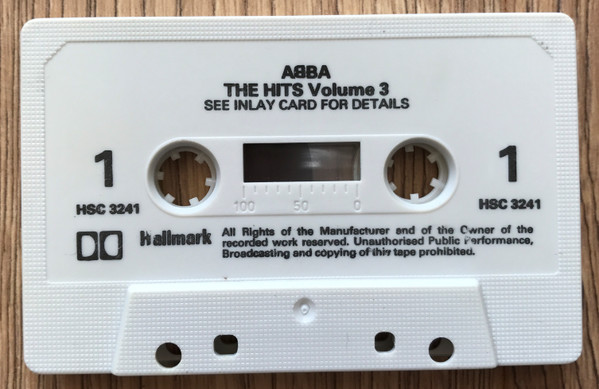 ABBA
THE HITS Volume 3
SEE INLAY CARD FOR DETAILS
1 1
HSC 3241 HSC 3241
100 50 0
Hallmark
All Rights of the Manufacturer and of the Owner of the
recorded work reserved. Unauthorised Public Performance,
Broadcasting and copying of this tape prohibited.